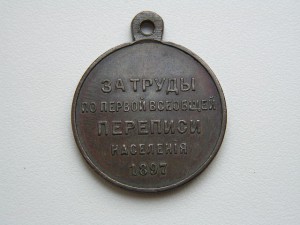 ЗА ТРУДЫ
ПО ПЕРВОЙ ВСЕОБЩЕЙ
ПЕРЕПИСИ
НАСЕЛЕНІЯ
1897